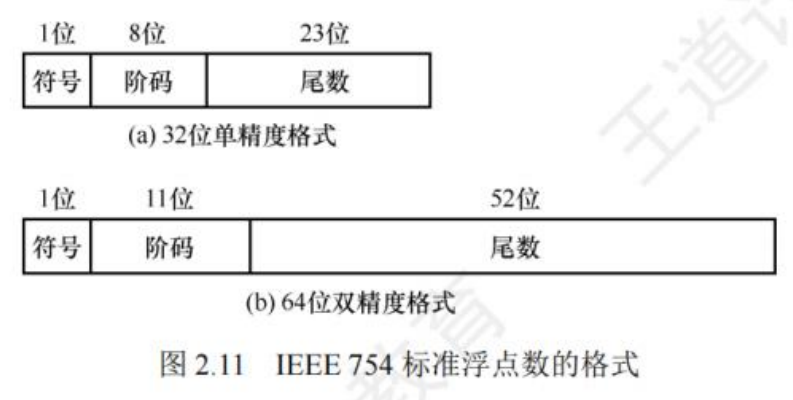 1位 8位 23位
符号 阶码 尾数
(a) 32位单精度格式
1位 11位 52位
符号 阶码 尾数
(b) 64位双精度格式
图 2.11 IEEE 754 标准浮点数的格式
王道
教育